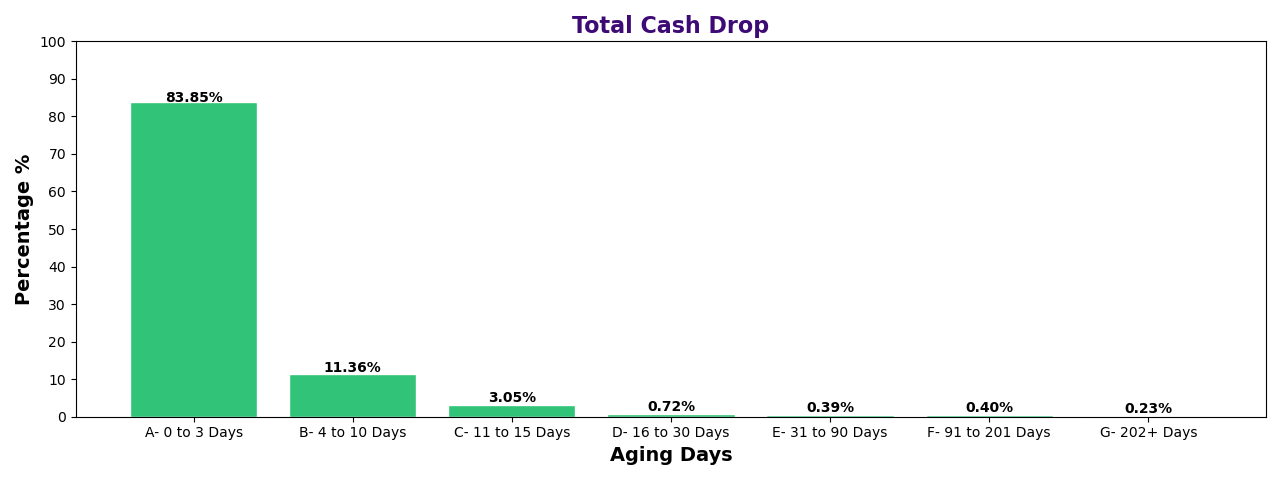 Total Cash Drop
Percentage %
100
90
80
70
60
50
40
30
20
10
0
83.85%
11.36%
3.05%
0.72%
0.39%
0.40%
0.23%
A- 0 to 3 Days
B- 4 to 10 Days
C- 11 to 15 Days
D- 16 to 30 Days
E- 31 to 90 Days
F- 91 to 201 Days
G- 202+ Days
Aging Days